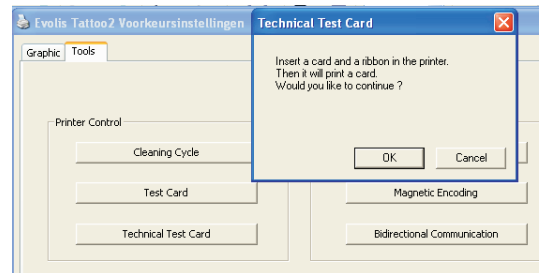 Evolis Tattoo2 Voorkeursinstellingen
Technical Test Card
Graphic Tools
Insert a card and a ribbon in the printer.
Then it will print a card.
Would you like to continue ?
OK Cancel
Printer Control
Cleaning Cycle
Test Card
Magnetic Encoding
Technical Test Card
Bidirectional Communication